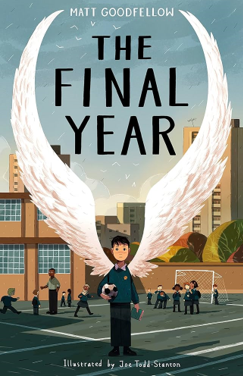 MATT GOODFELLOW
THE
FINAL
YEAR
Illustrated by Joe Todd-Stanton